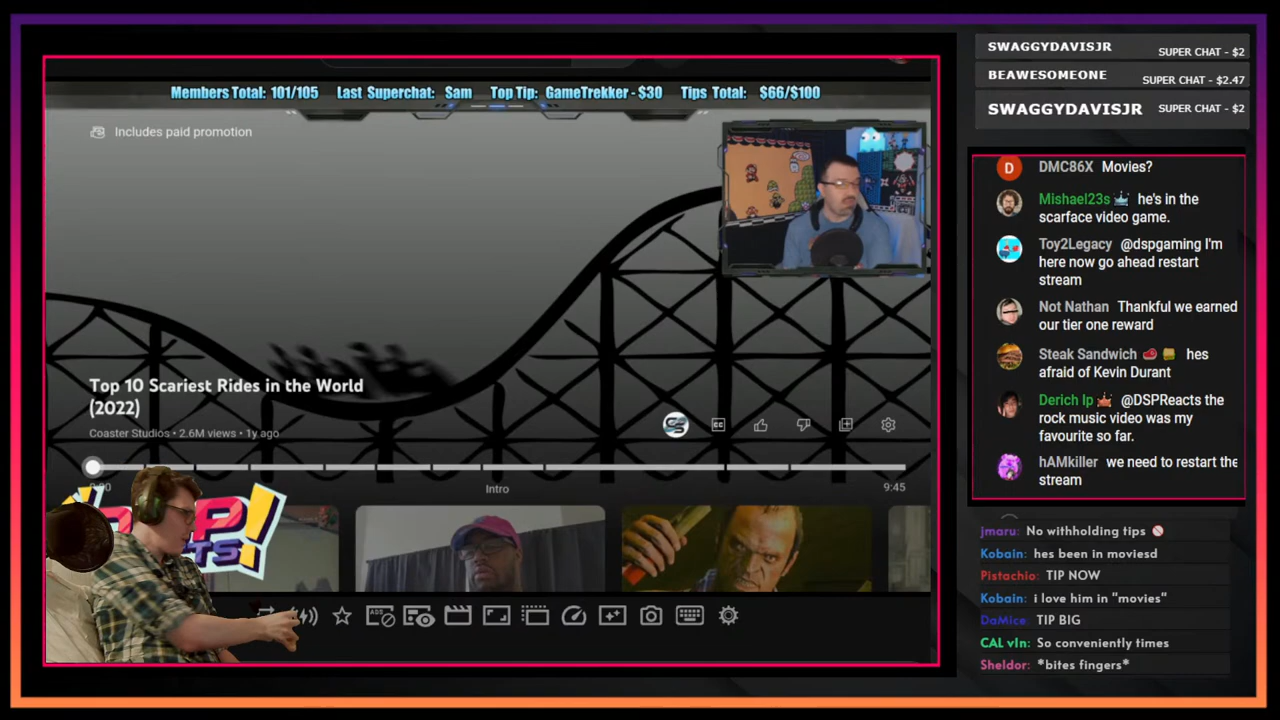 Members Total: 101/105 Last Superchat: Sam Top Tip: GameTrekker - $30 Tips Total: $66/$100
Includes paid promotion
Top 10 Scariest Rides in the World
(2022)
Coaster Studios • 2.6M views • 1y ago
CC
Intro
9:45
SWAGGYDAVISJR SUPER CHAT - $2
BEAWESOMEONE SUPER CHAT - $2.47
SWAGGYDAVISJR SUPER CHAT - $2
D DMC86X Movies?
Mishael23s he's in the
scarface video game.
Toy2Legacy @dspgaming I'm
here now go ahead restart
stream
Not Nathan Thankful we earned
our tier one reward
Steak Sandwich hes
afraid of Kevin Durant
Derich Ip @DSPReacts the
rock music video was my
favourite so far.
hAMkiller we need to restart the
stream
jmaru: No withholding tips
Kobain: hes been in moviesd
Pistachio: TIP NOW
Kobain: i love him in "movies"
DaMice: TIP BIG
CAL vIn: So conveniently times
Sheldor: *bites fingers*